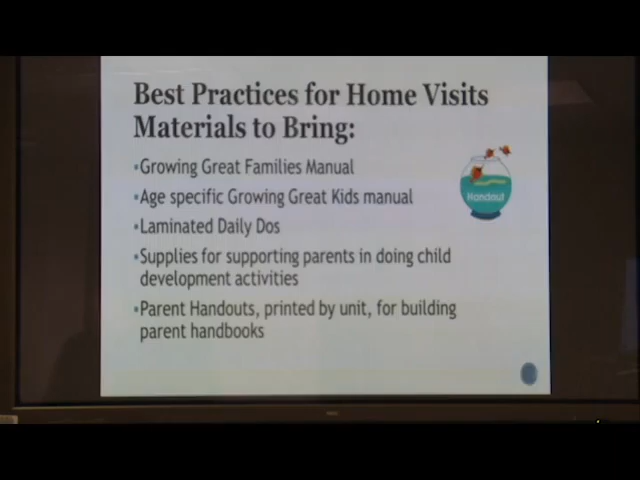 Best Practices for Home Visits
Materials to Bring:
▪Growing Great Families Manual
▪Age specific Growing Great Kids manual
▪Laminated Daily Dos
▪Supplies for supporting parents in doing child
development activities
▪Parent Handouts, printed by unit, for building
parent handbooks
Handout